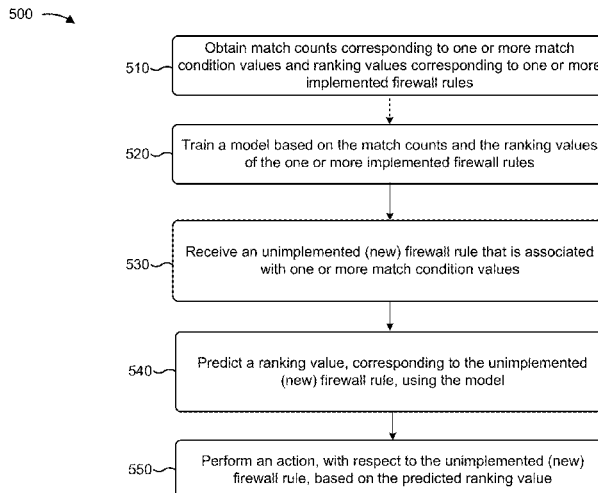 500
510
Obtain match counts corresponding to one or more match
condition values and ranking values corresponding to one or more
implemented firewall rules
520
Train a model based on the match counts and the ranking values
of the one or more implemented firewall rules
530
Receive an unimplemented (new) firewall rule that is associated
with one or more match condition values
540
Predict a ranking value, corresponding to the unimplemented
(new) firewall rule, using the model
550
Perform an action, with respect to the unimplemented (new)
firewall rule, based on the predicted ranking value